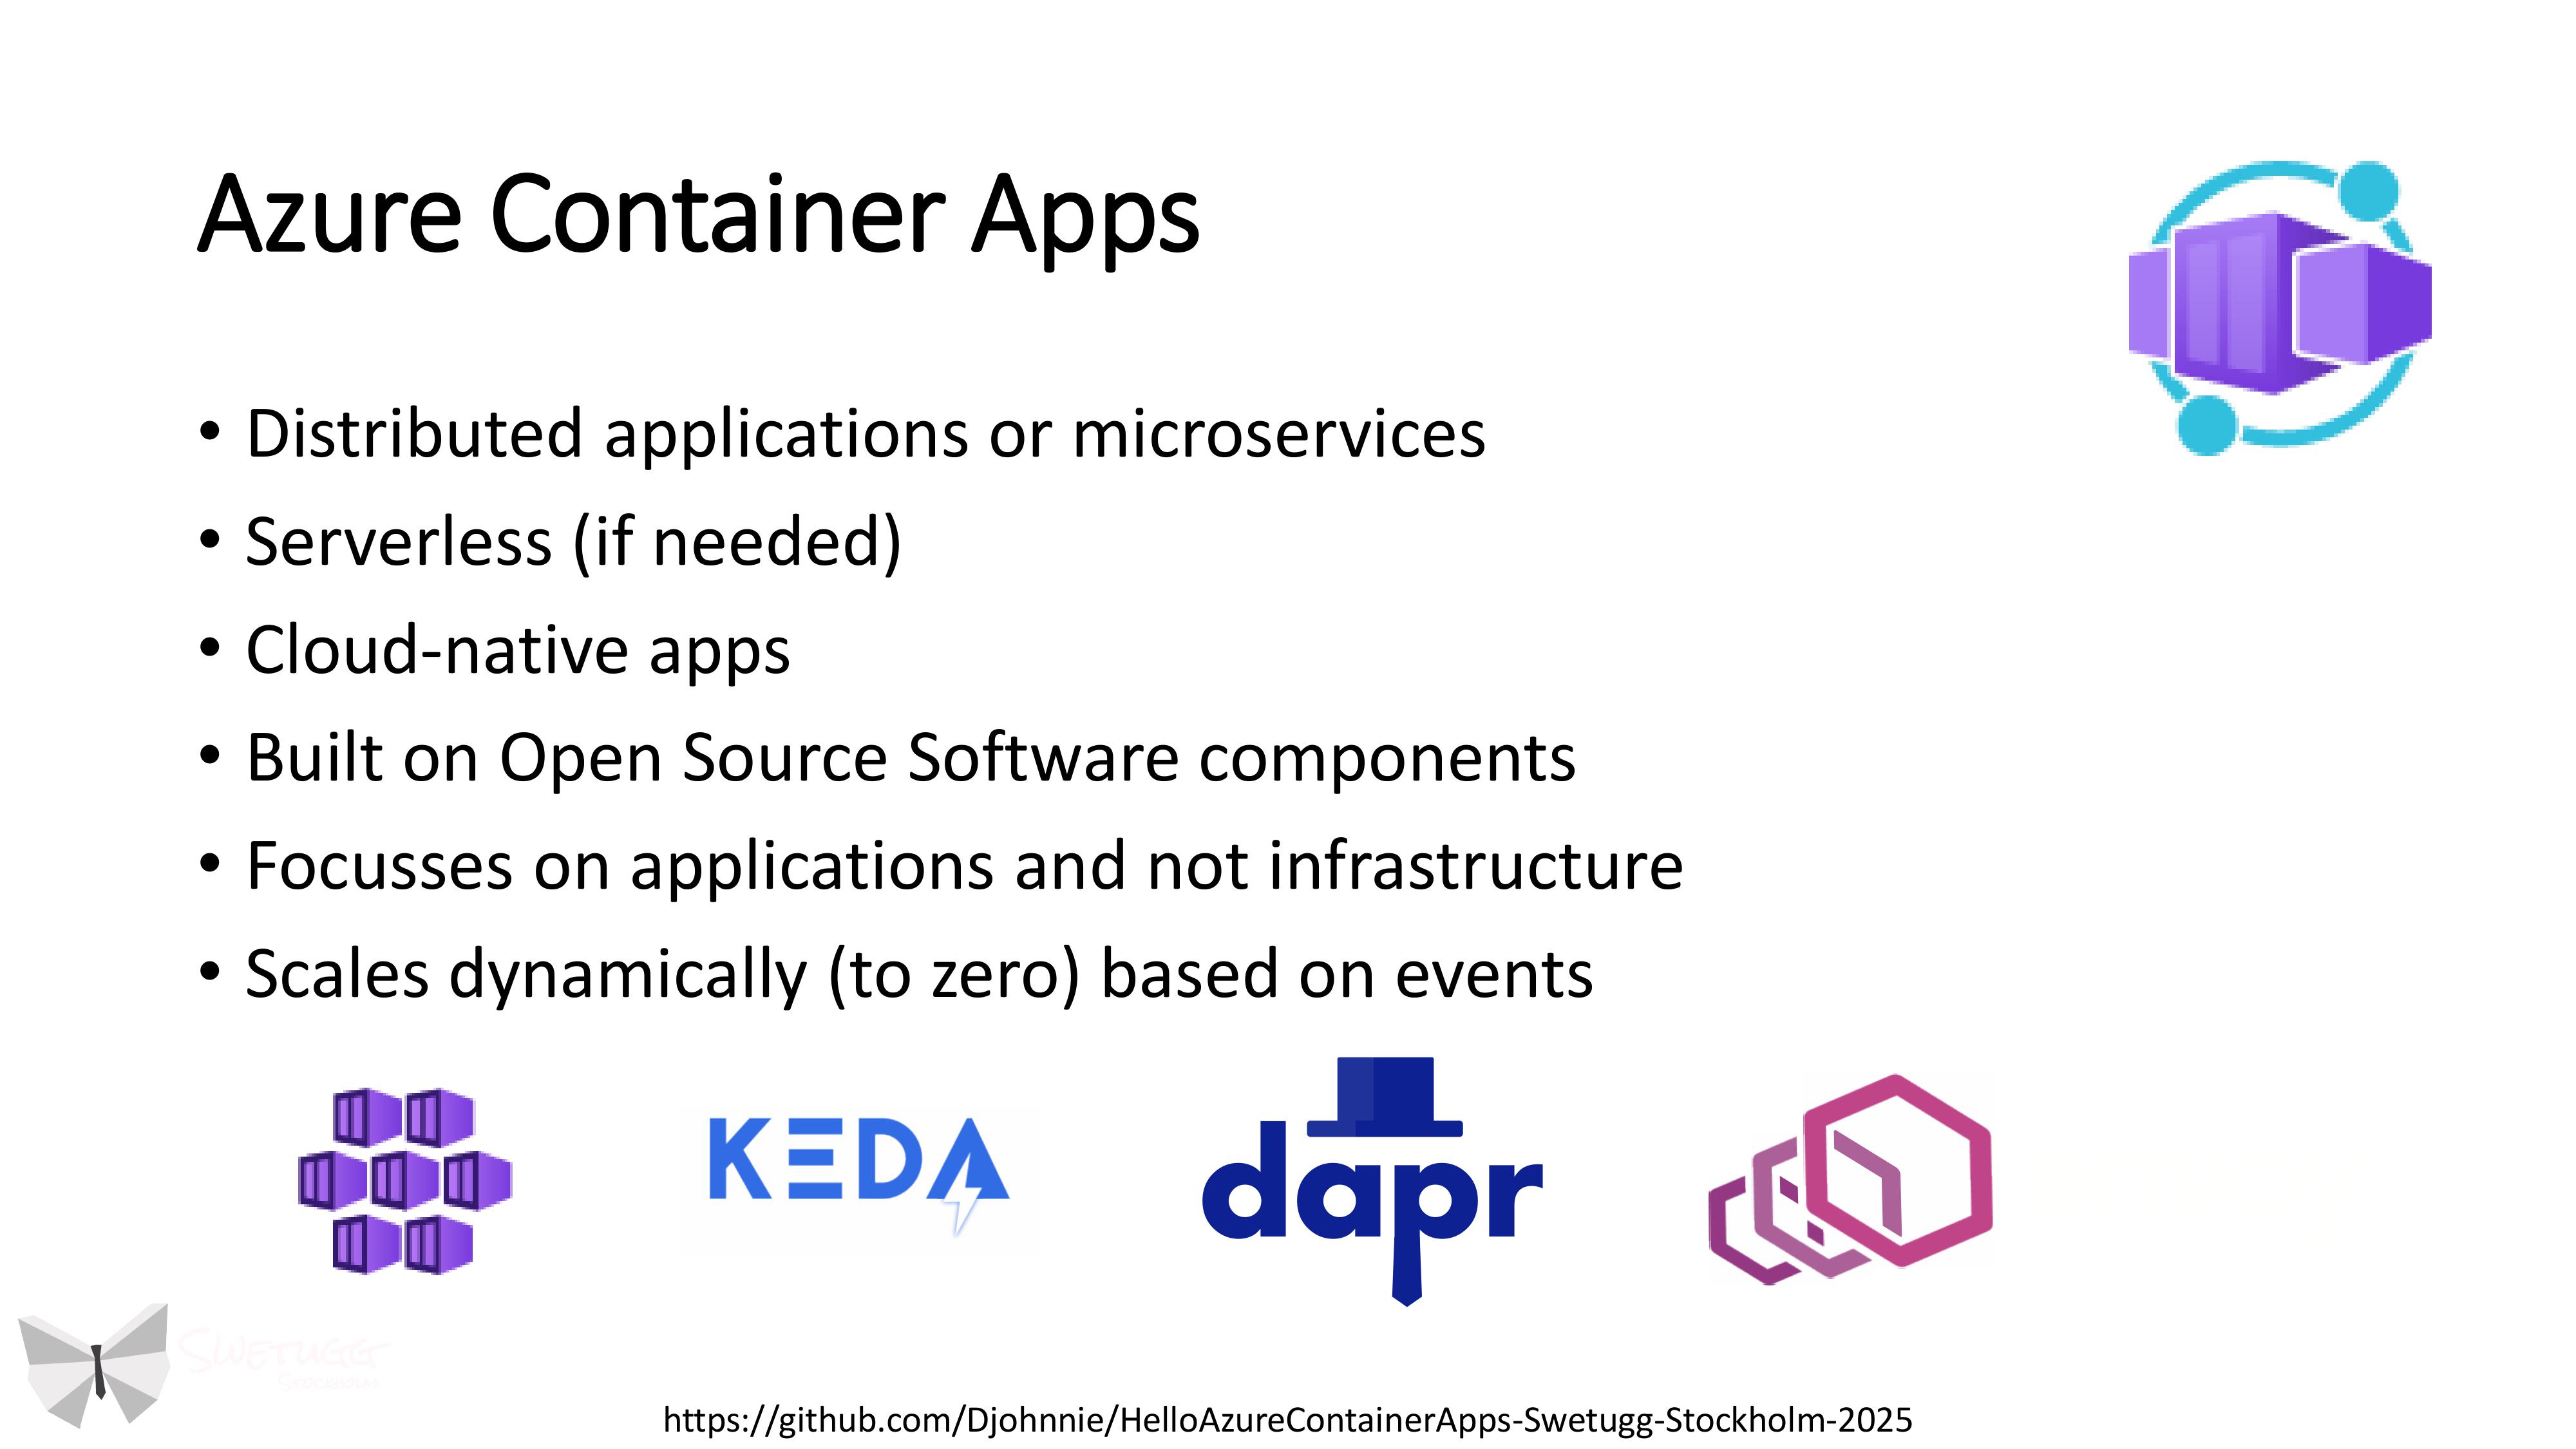 Azure Container Apps
• Distributed applications or microservices
• Serverless (if needed)
• Cloud-native apps
• Built on Open Source Software components
• Focusses on applications and not infrastructure
• Scales dynamically (to zero) based on events
KEDA
dapr
Swetugg
Stockholm
https://github.com/Djohnnie/HelloAzureContainerApps-Swetugg-Stockholm-2025